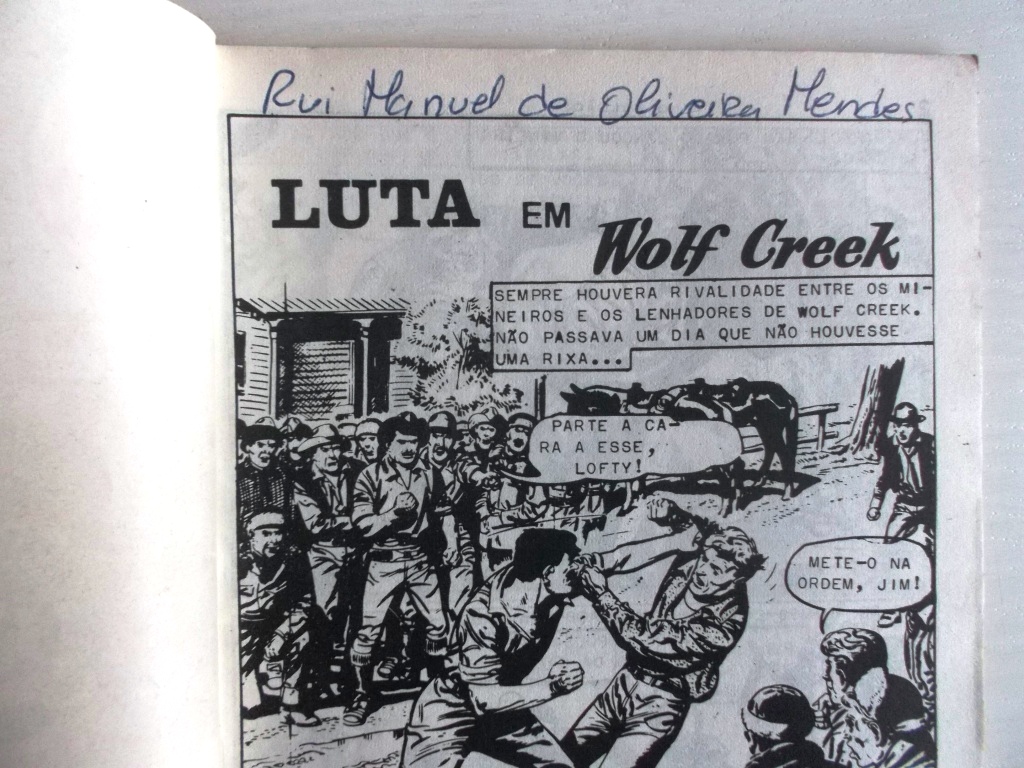 Rui Manuel de Oliveira Mendes
LUTA EM Wolf Creek
SEMPRE HOUVERA RIVALIDADE ENTRE OS MI-
NEIROS E OS LENHADORES DE WOLF CREEK.
NÃO PASSAVA UM DIA QUE NÃO HOUVESSE
UMA RIXA...
PARTE A CA-
RA A ESSE,
LOFTY!
METE-O NA
ORDEM, JIM!